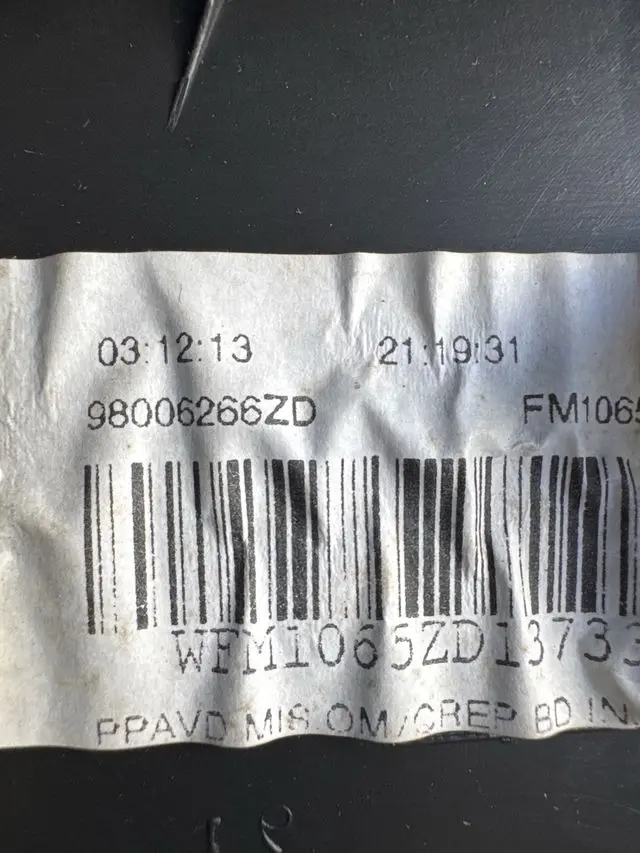 03:12:13 21:19:31
98006266ZD FM1065
WFM1065ZD13733
PPAVD MIS OM/CREP BD IN